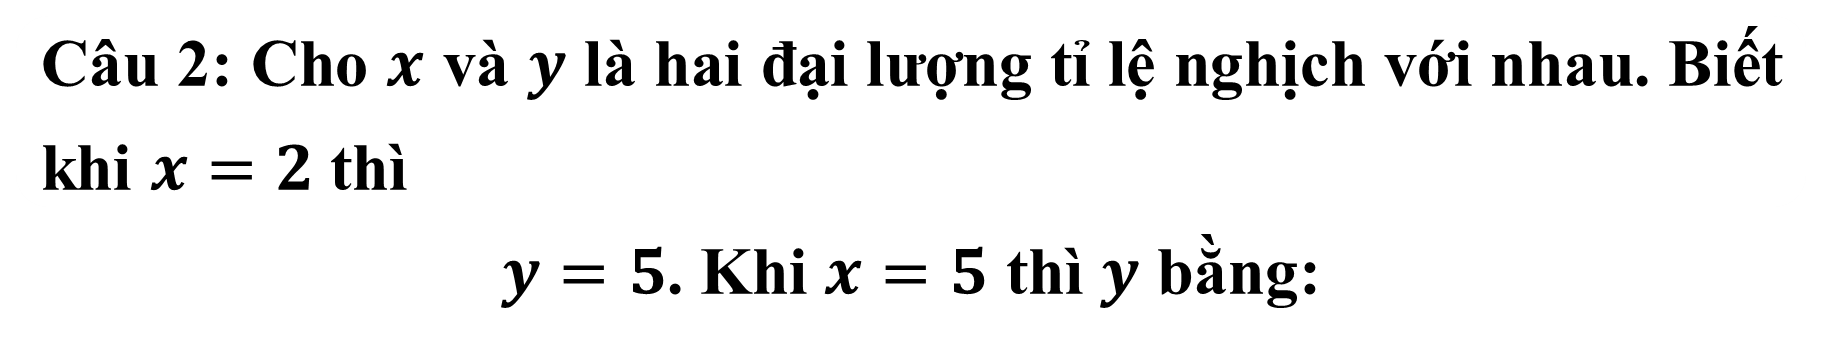 Câu 2: Cho x và y là hai đại lượng tỉ lệ nghịch với nhau. Biết
khi x = 2 thì
y = 5. Khi x = 5 thì y bằng: